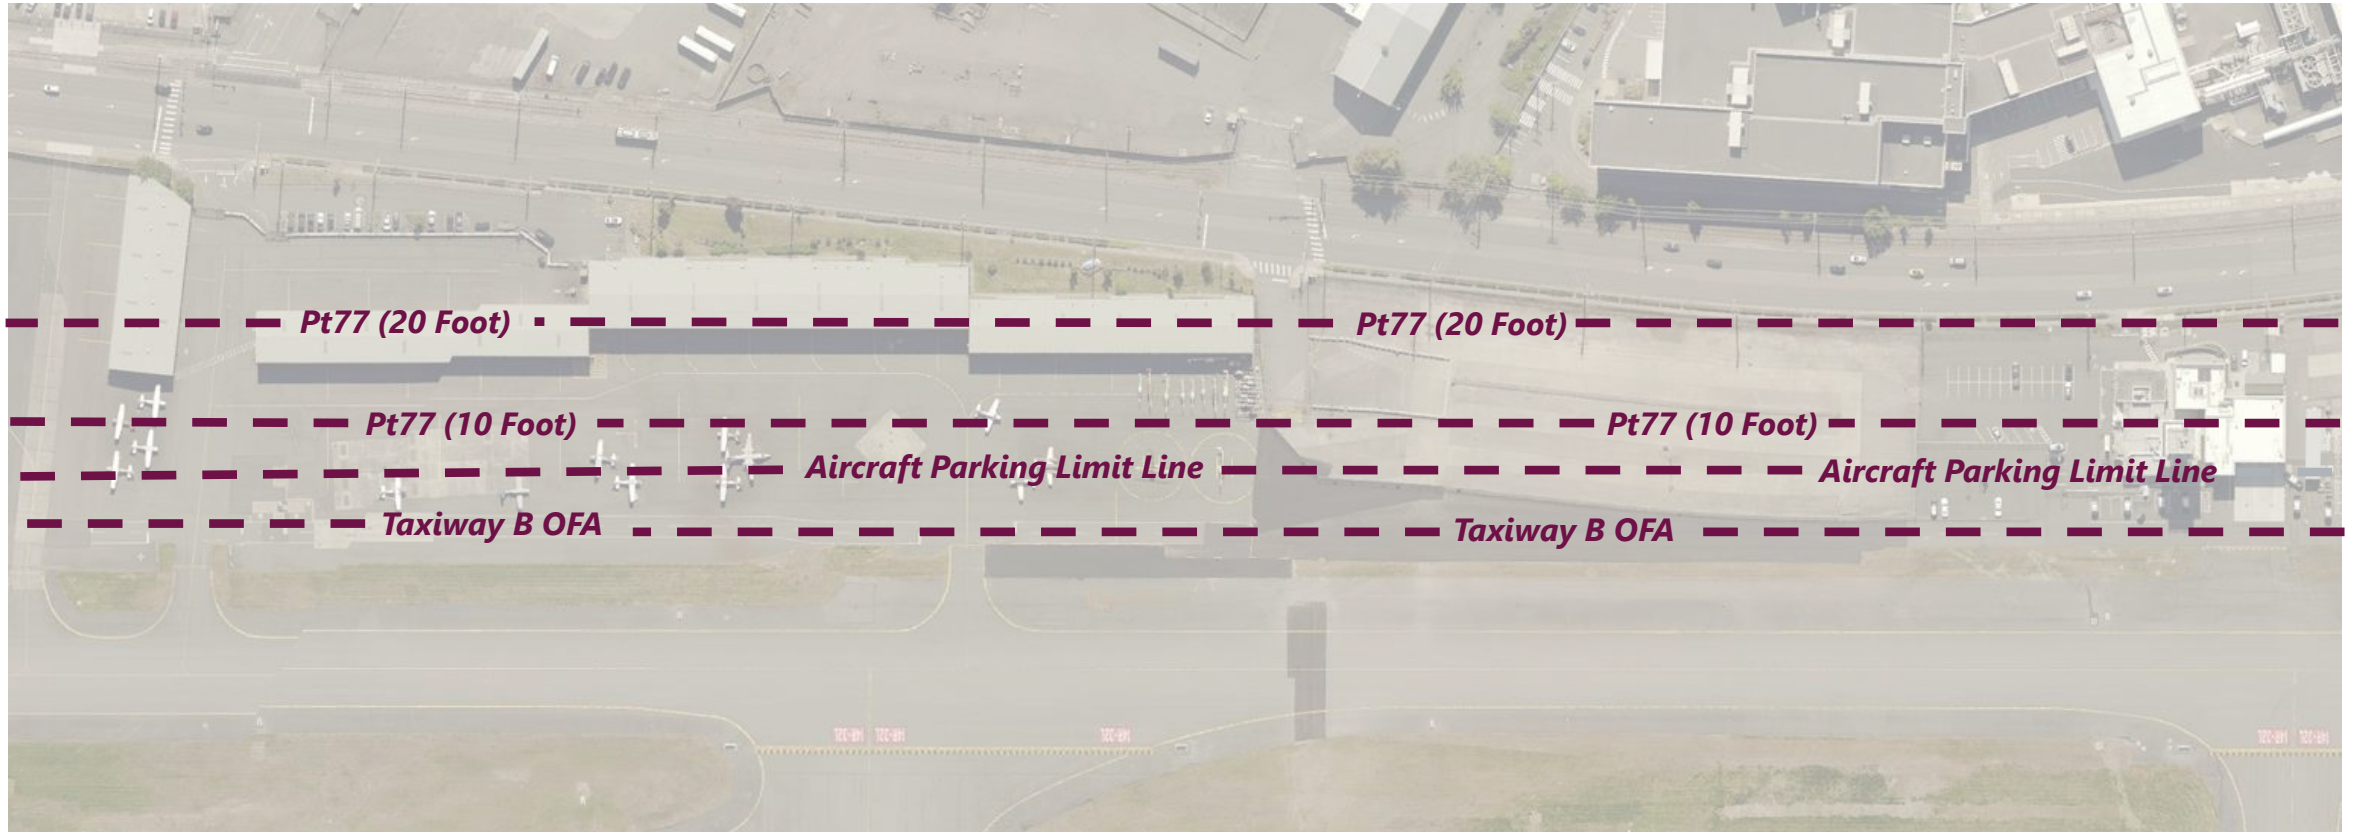 Pt77 (20 Foot)
Pt77 (20 Foot)
Pt77 (10 Foot)
Pt77 (10 Foot)
Aircraft Parking Limit Line
Aircraft Parking Limit Line
Taxiway B OFA
Taxiway B OFA